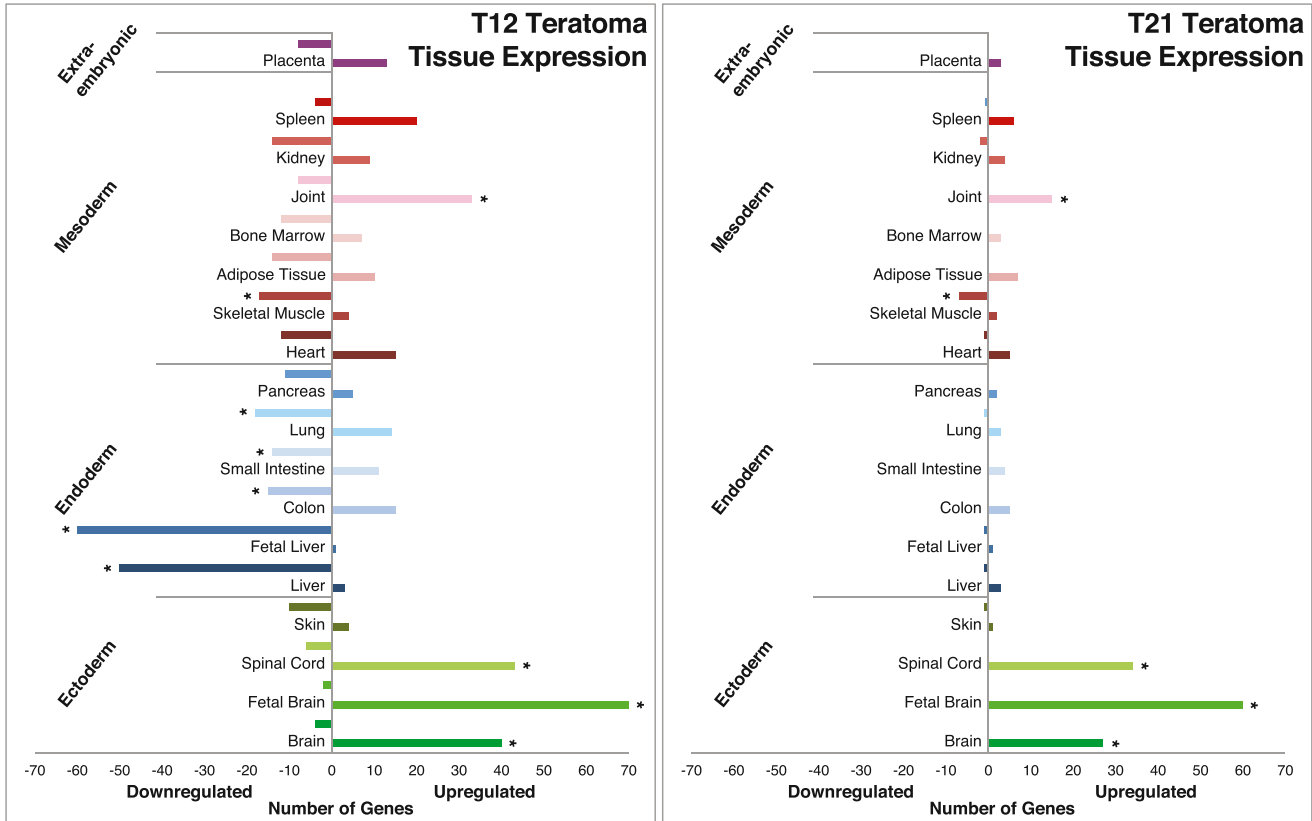 T12 Teratoma
Tissue Expression
Extra-
embryonic
Placenta
Mesoderm
Spleen
Kidney
Joint
*
Bone Marrow
Adipose Tissue
*
Skeletal Muscle
Heart
Endoderm
Pancreas
*
Lung
*
Small Intestine
*
Colon
*
Fetal Liver
*
Liver
Ectoderm
Skin
Spinal Cord *
Fetal Brain *
Brain *
-70 -60 -50 -40 -30 -20 -10 0 10 20 30 40 50 60 70
Downregulated Upregulated
Number of Genes
T21 Teratoma
Tissue Expression
Extra-
embryonic
Placenta
Mesoderm
Spleen
Kidney
Joint *
Bone Marrow
Adipose Tissue
*
Skeletal Muscle
Heart
Endoderm
Pancreas
Lung
Small Intestine
Colon
Fetal Liver
Liver
Ectoderm
Skin
Spinal Cord *
Fetal Brain *
Brain *
-70 -60 -50 -40 -30 -20 -10 0 10 20 30 40 50 60 70
Downregulated Upregulated
Number of Genes